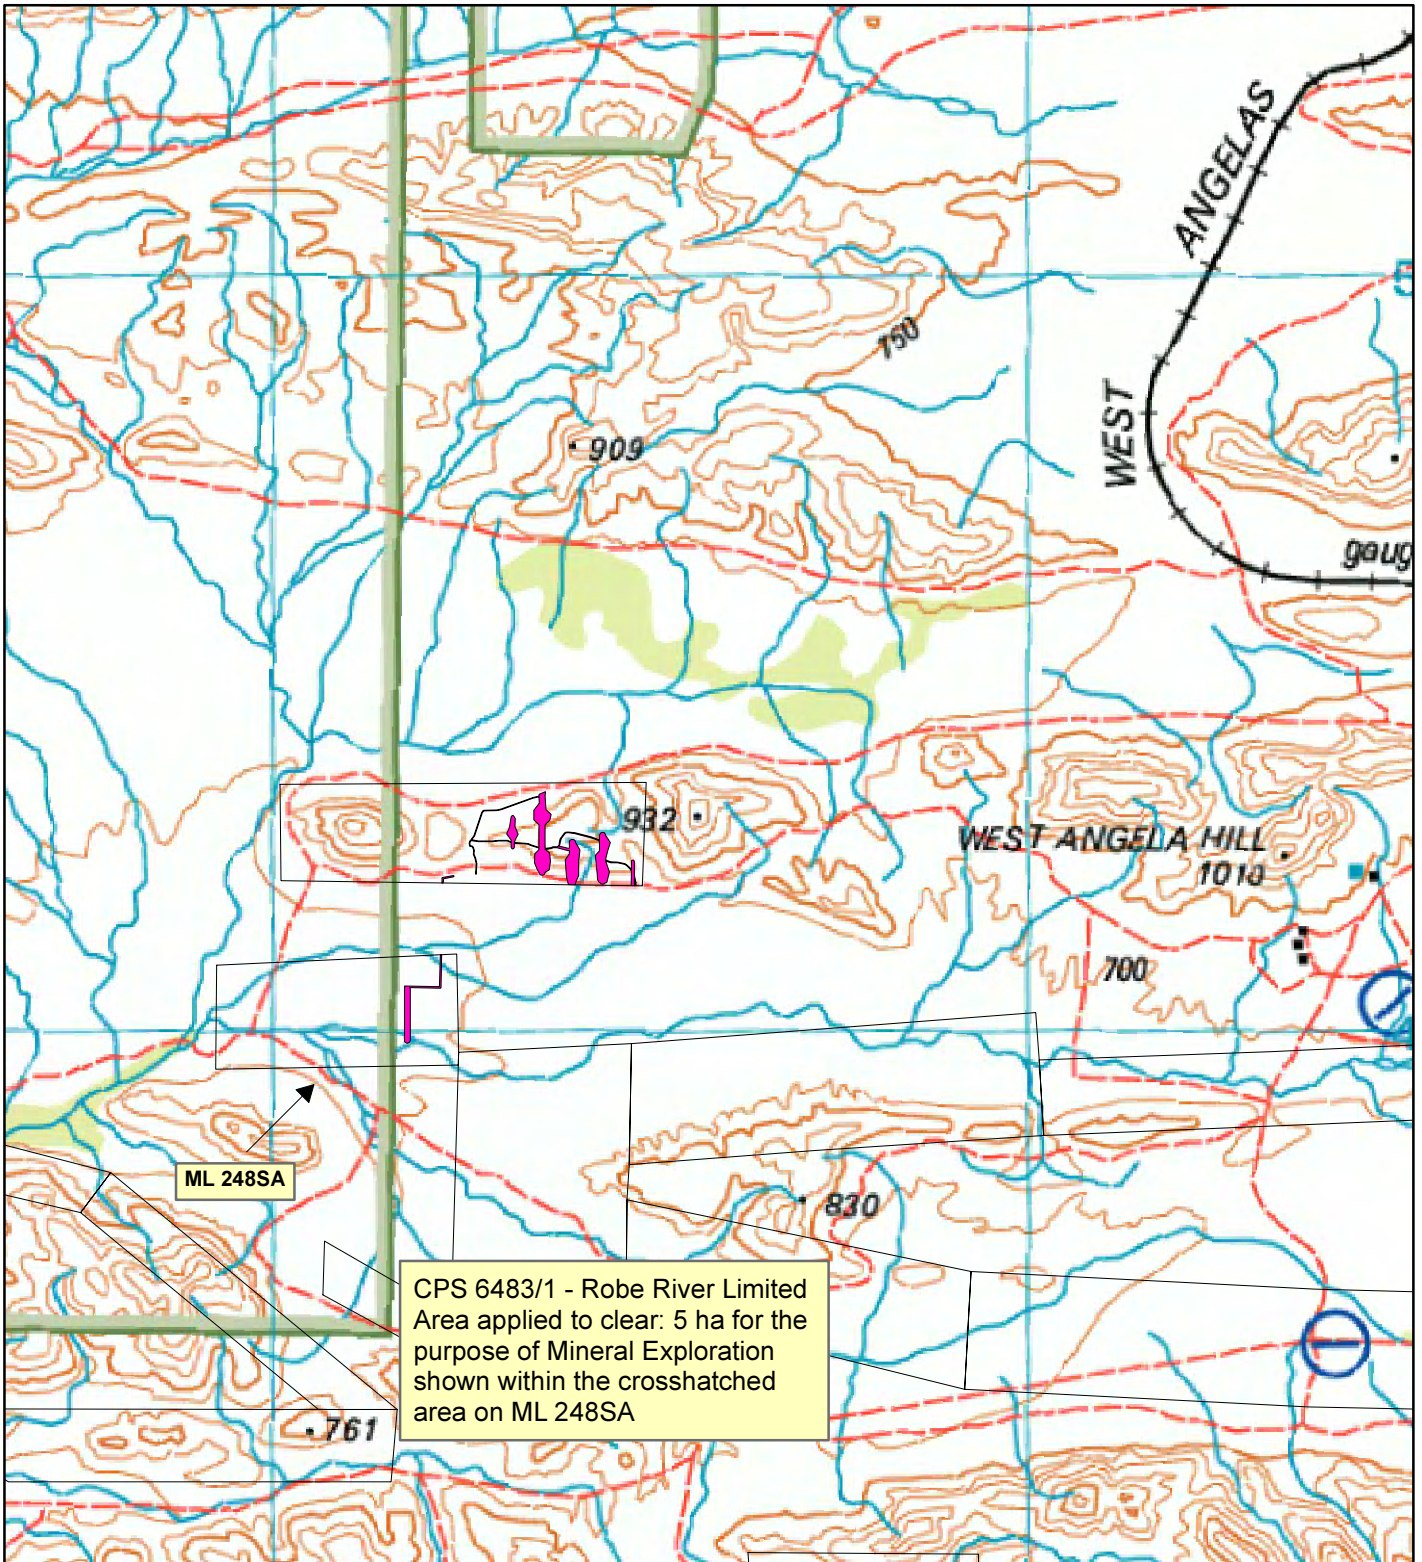 ANGELAS
750
WEST
909
gaug
932
WEST ANGELA HILL
1010
700
ML 248SA
830
CPS 6483/1 - Robe River Limited
Area applied to clear: 5 ha for the
purpose of Mineral Exploration
shown within the crosshatched
area on ML 248SA
761